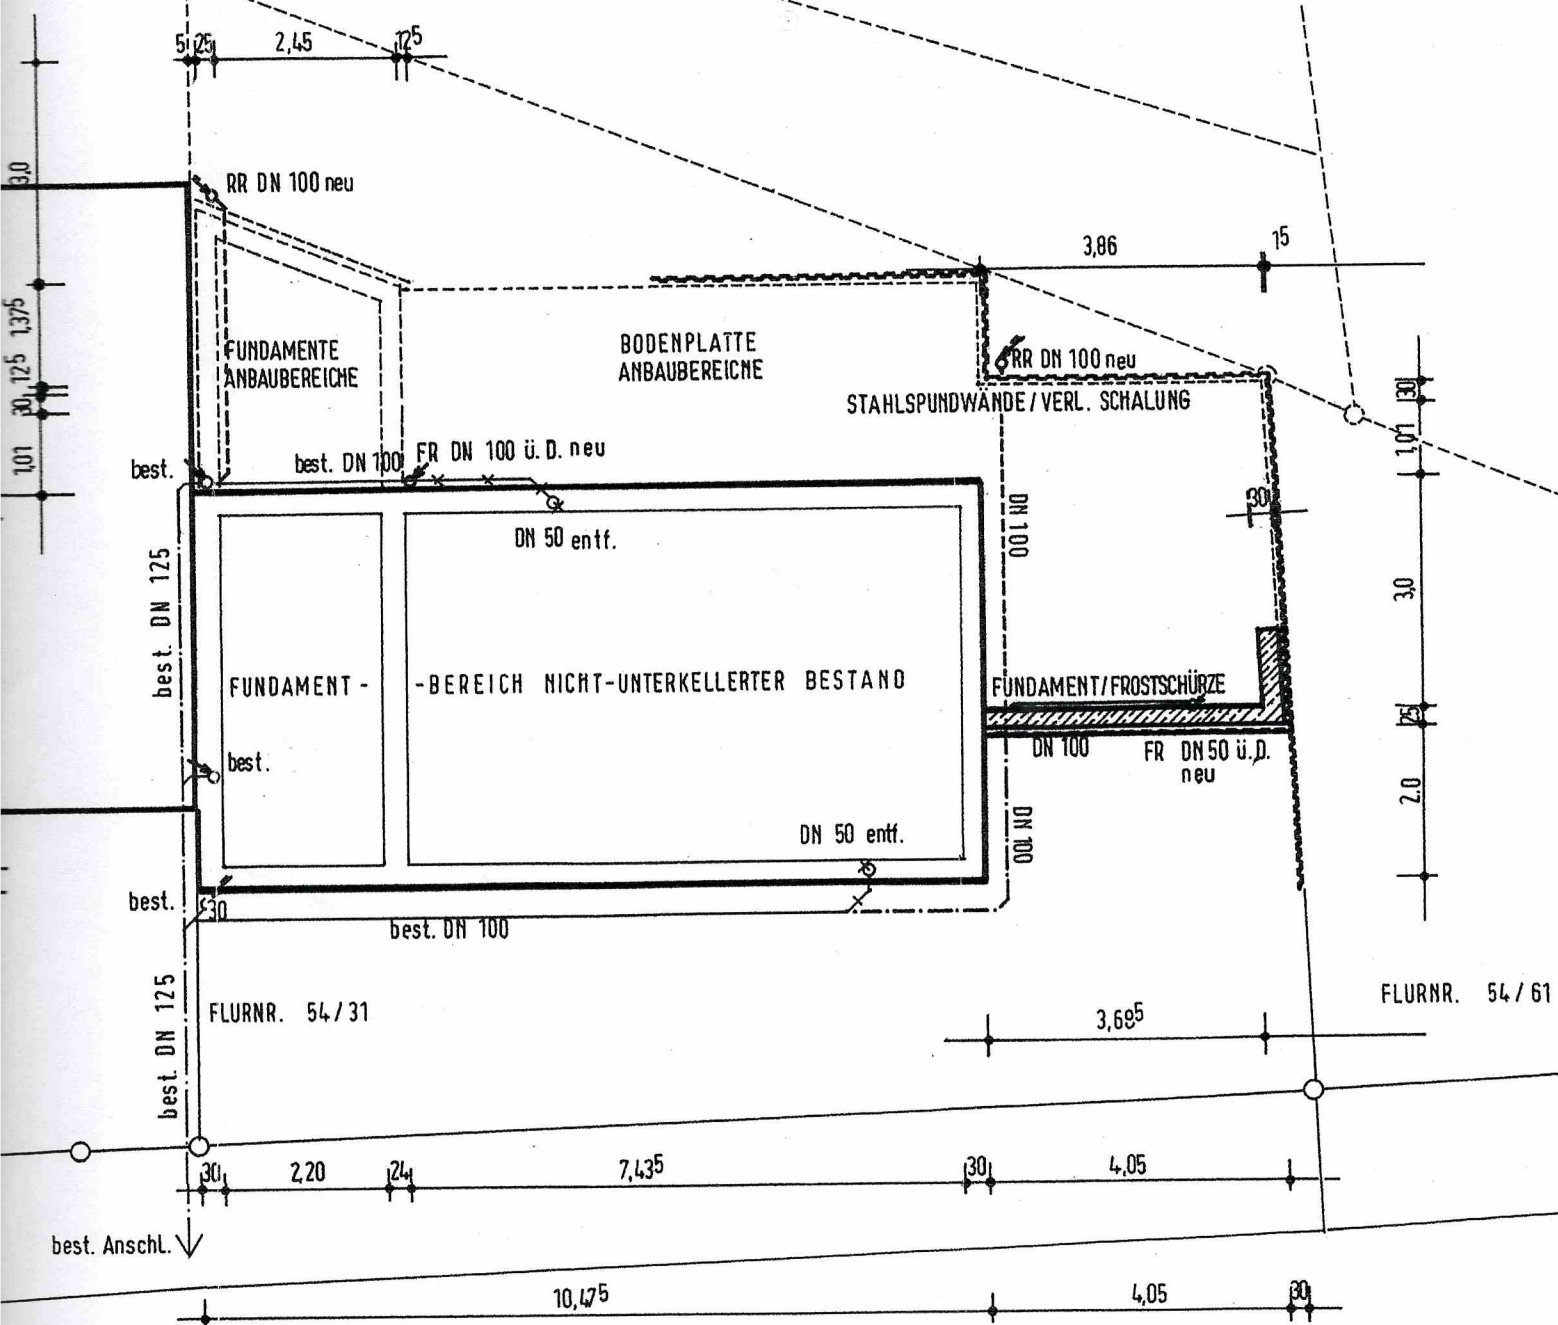 5 25 2,45 12⁵
3,0
RR DN 100 neu
3,86 1⁵
1,375
FUNDAMENTE
ANBAUBEREICHE
BODENPLATTE
ANBAUBEREICHE
RR DN 100 neu
12⁵
30
STAHLSPUNDWÄNDE / VERL. SCHALUNG
30
1,01
1,01
best.
best. DN 100
FR DN 100 ü. D. neu
30
DN 100
DN 50 entf.
best. DN 125
3,0
FUNDAMENT - -BEREICH NICHT-UNTERKELLERTER BESTAND
FUNDAMENT/FROSTSCHÜRZE
25
DN 100
FR DN 50 ü. D.
neu
best.
2.0
DN 50 entf.
DN 100
best.
30
best. DN 100
best. DN 125
FLURNR. 54/31
FLURNR. 54/61
3,68⁵
30 2,20 24 7,43⁵ 30 4,05
best. Anschl.
10,47⁵ 4,05 30